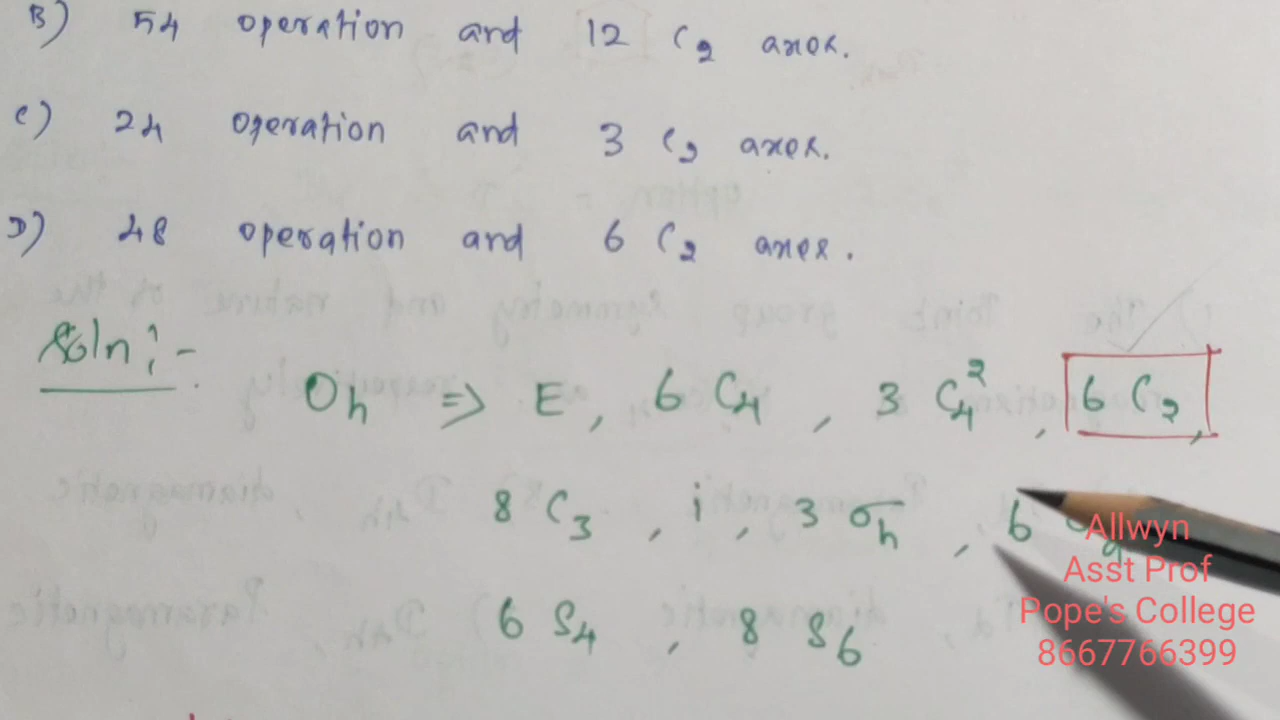 B) 54 operation and 12 C₂ axes.
C) 24 operation and 3 C₂ axes.
D) 48 operation and 6 C₂ axes.
Soln :-
Oh => E, 6 C₄, 3 C₄², 6 C₂,
8 C₃, i, 3 σh, 6
6 S₄, 8 S₆
Allwyn
Asst Prof
Pope's College
8667766399